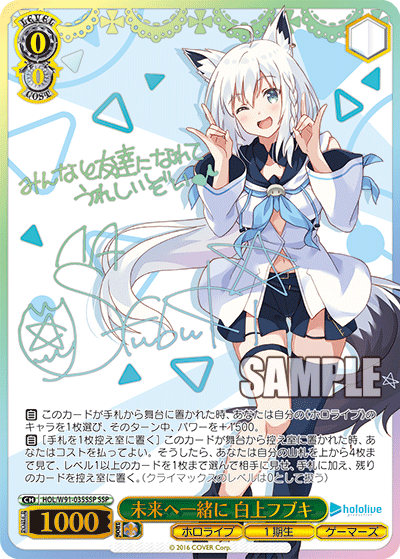 LEVEL
0
0
COST
みんなと友達になれて
うれしいぞ
SAMPLE
自 このカードが手札から舞台に置かれた時、あなたは自分の《ホロライブ》の
キャラを1枚選び、そのターン中、パワーを+1500。
自 [手札を1枚控え室に置く] このカードが舞台から控え室に置かれた時、あな
たはコストを払ってよい。そうしたら、あなたは自分の山札を上から4枚ま
で見て、レベル1以上のカードを1枚まで選んで相手に見せ、手札に加え、残り
のカードを控え室に置く。(クライマックスのレベルは0として扱う)
CH HOL/W91-035SSP SSP
POWER
1000
未来へ一緒に 白上フブキ
hololive
ホロライブ
1期生
ゲーマーズ
© 2016 COVER Corp.